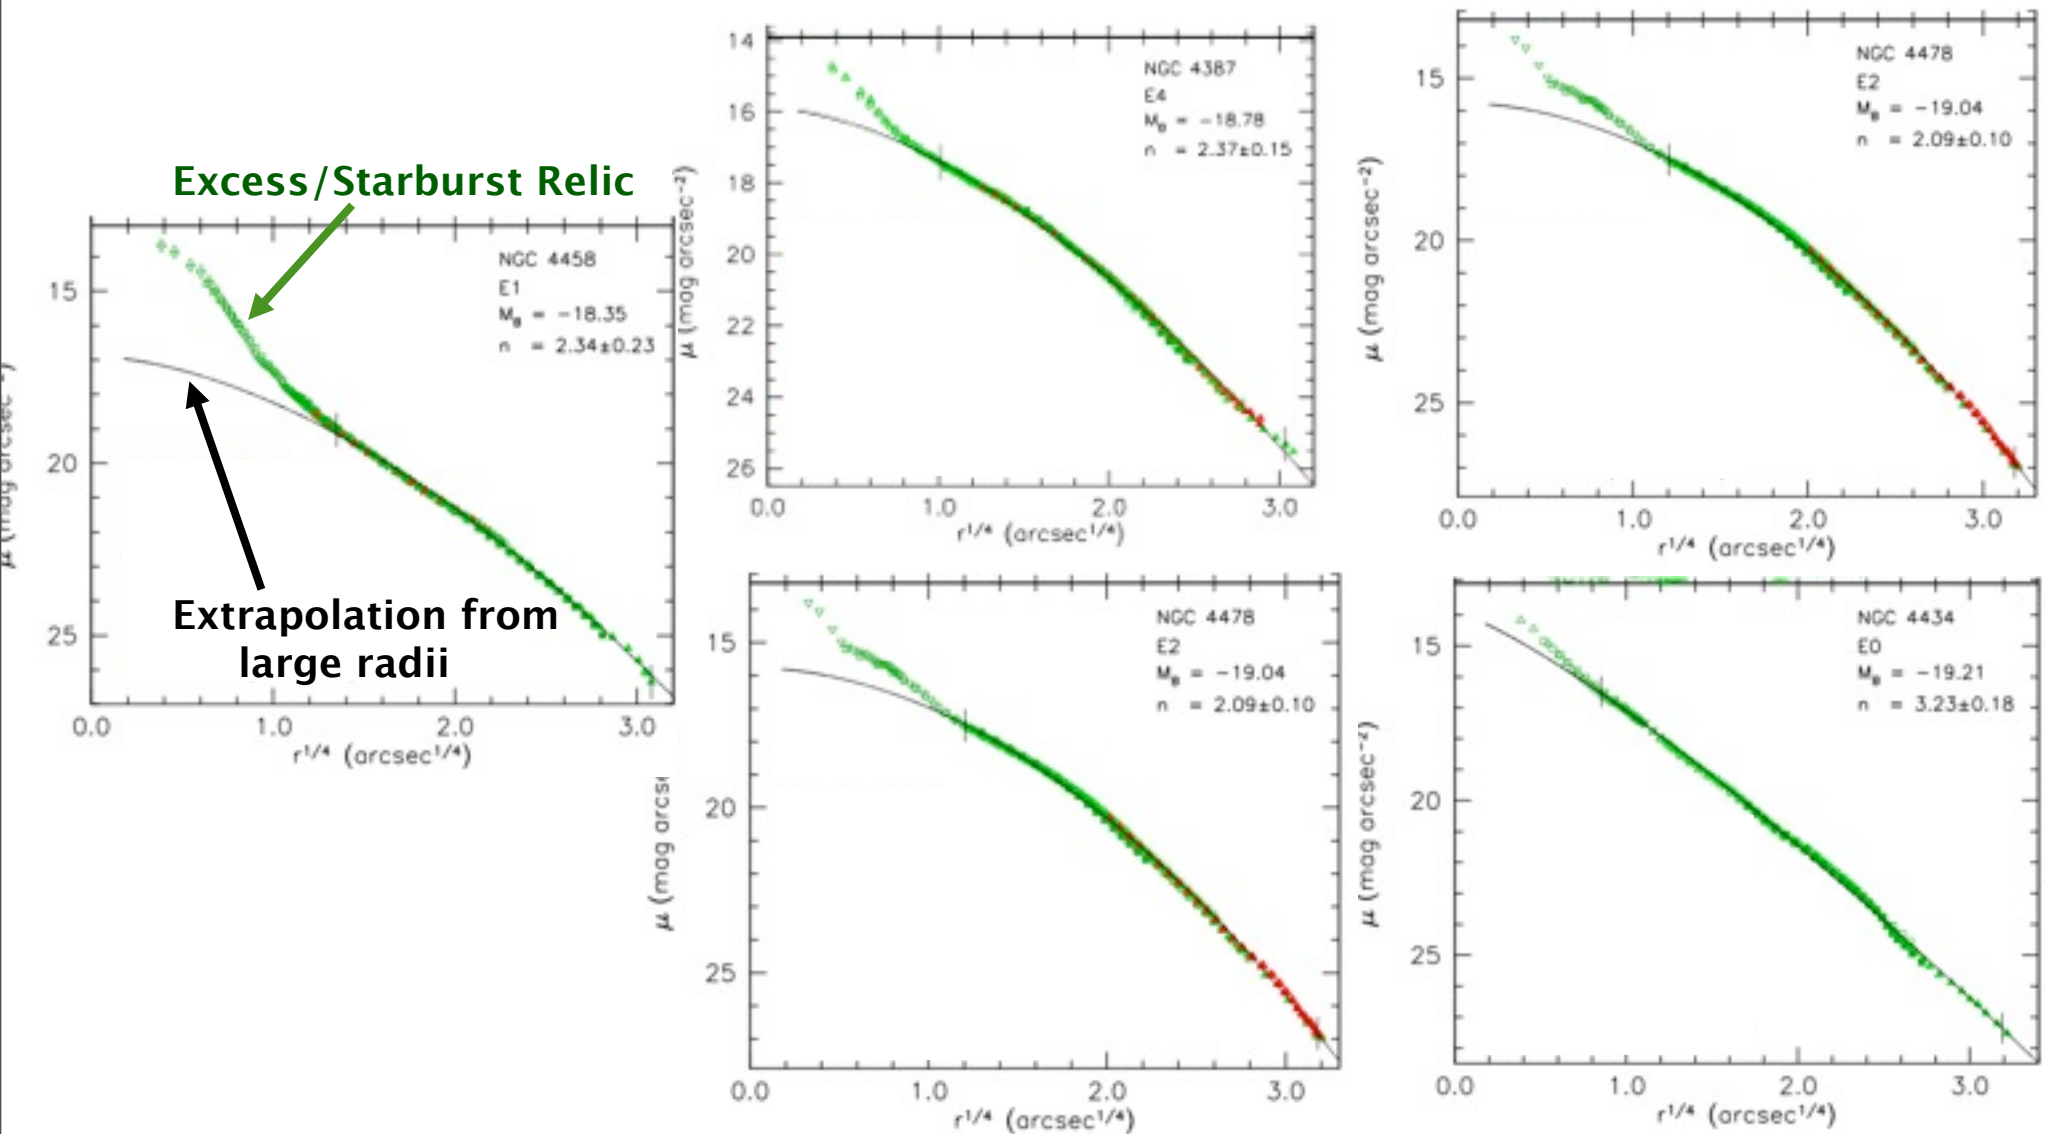 Excess/Starburst Relic
NGC 4458
E1
M_B = −18.35
n = 2.34±0.23
15
20
25
0.0 1.0 2.0 3.0
r^1/4 (arcsec^1/4)
Extrapolation from
large radii
NGC 4387
E4
M_B = −18.78
n = 2.37±0.15
14
16
18
20
22
24
26
μ (mag arcsec⁻²)
0.0 1.0 2.0 3.0
r^1/4 (arcsec^1/4)
NGC 4478
E2
M_B = −19.04
n = 2.09±0.10
15
20
25
μ (mag arcsec⁻²)
0.0 1.0 2.0 3.0
r^1/4 (arcsec^1/4)
NGC 4478
E2
M_B = −19.04
n = 2.09±0.10
15
20
25
μ (mag arcs
0.0 1.0 2.0 3.0
r^1/4 (arcsec^1/4)
NGC 4434
E0
M_B = −19.21
n = 3.23±0.18
15
20
25
μ (mag arcsec⁻²)
0.0 1.0 2.0 3.0
r^1/4 (arcsec^1/4)